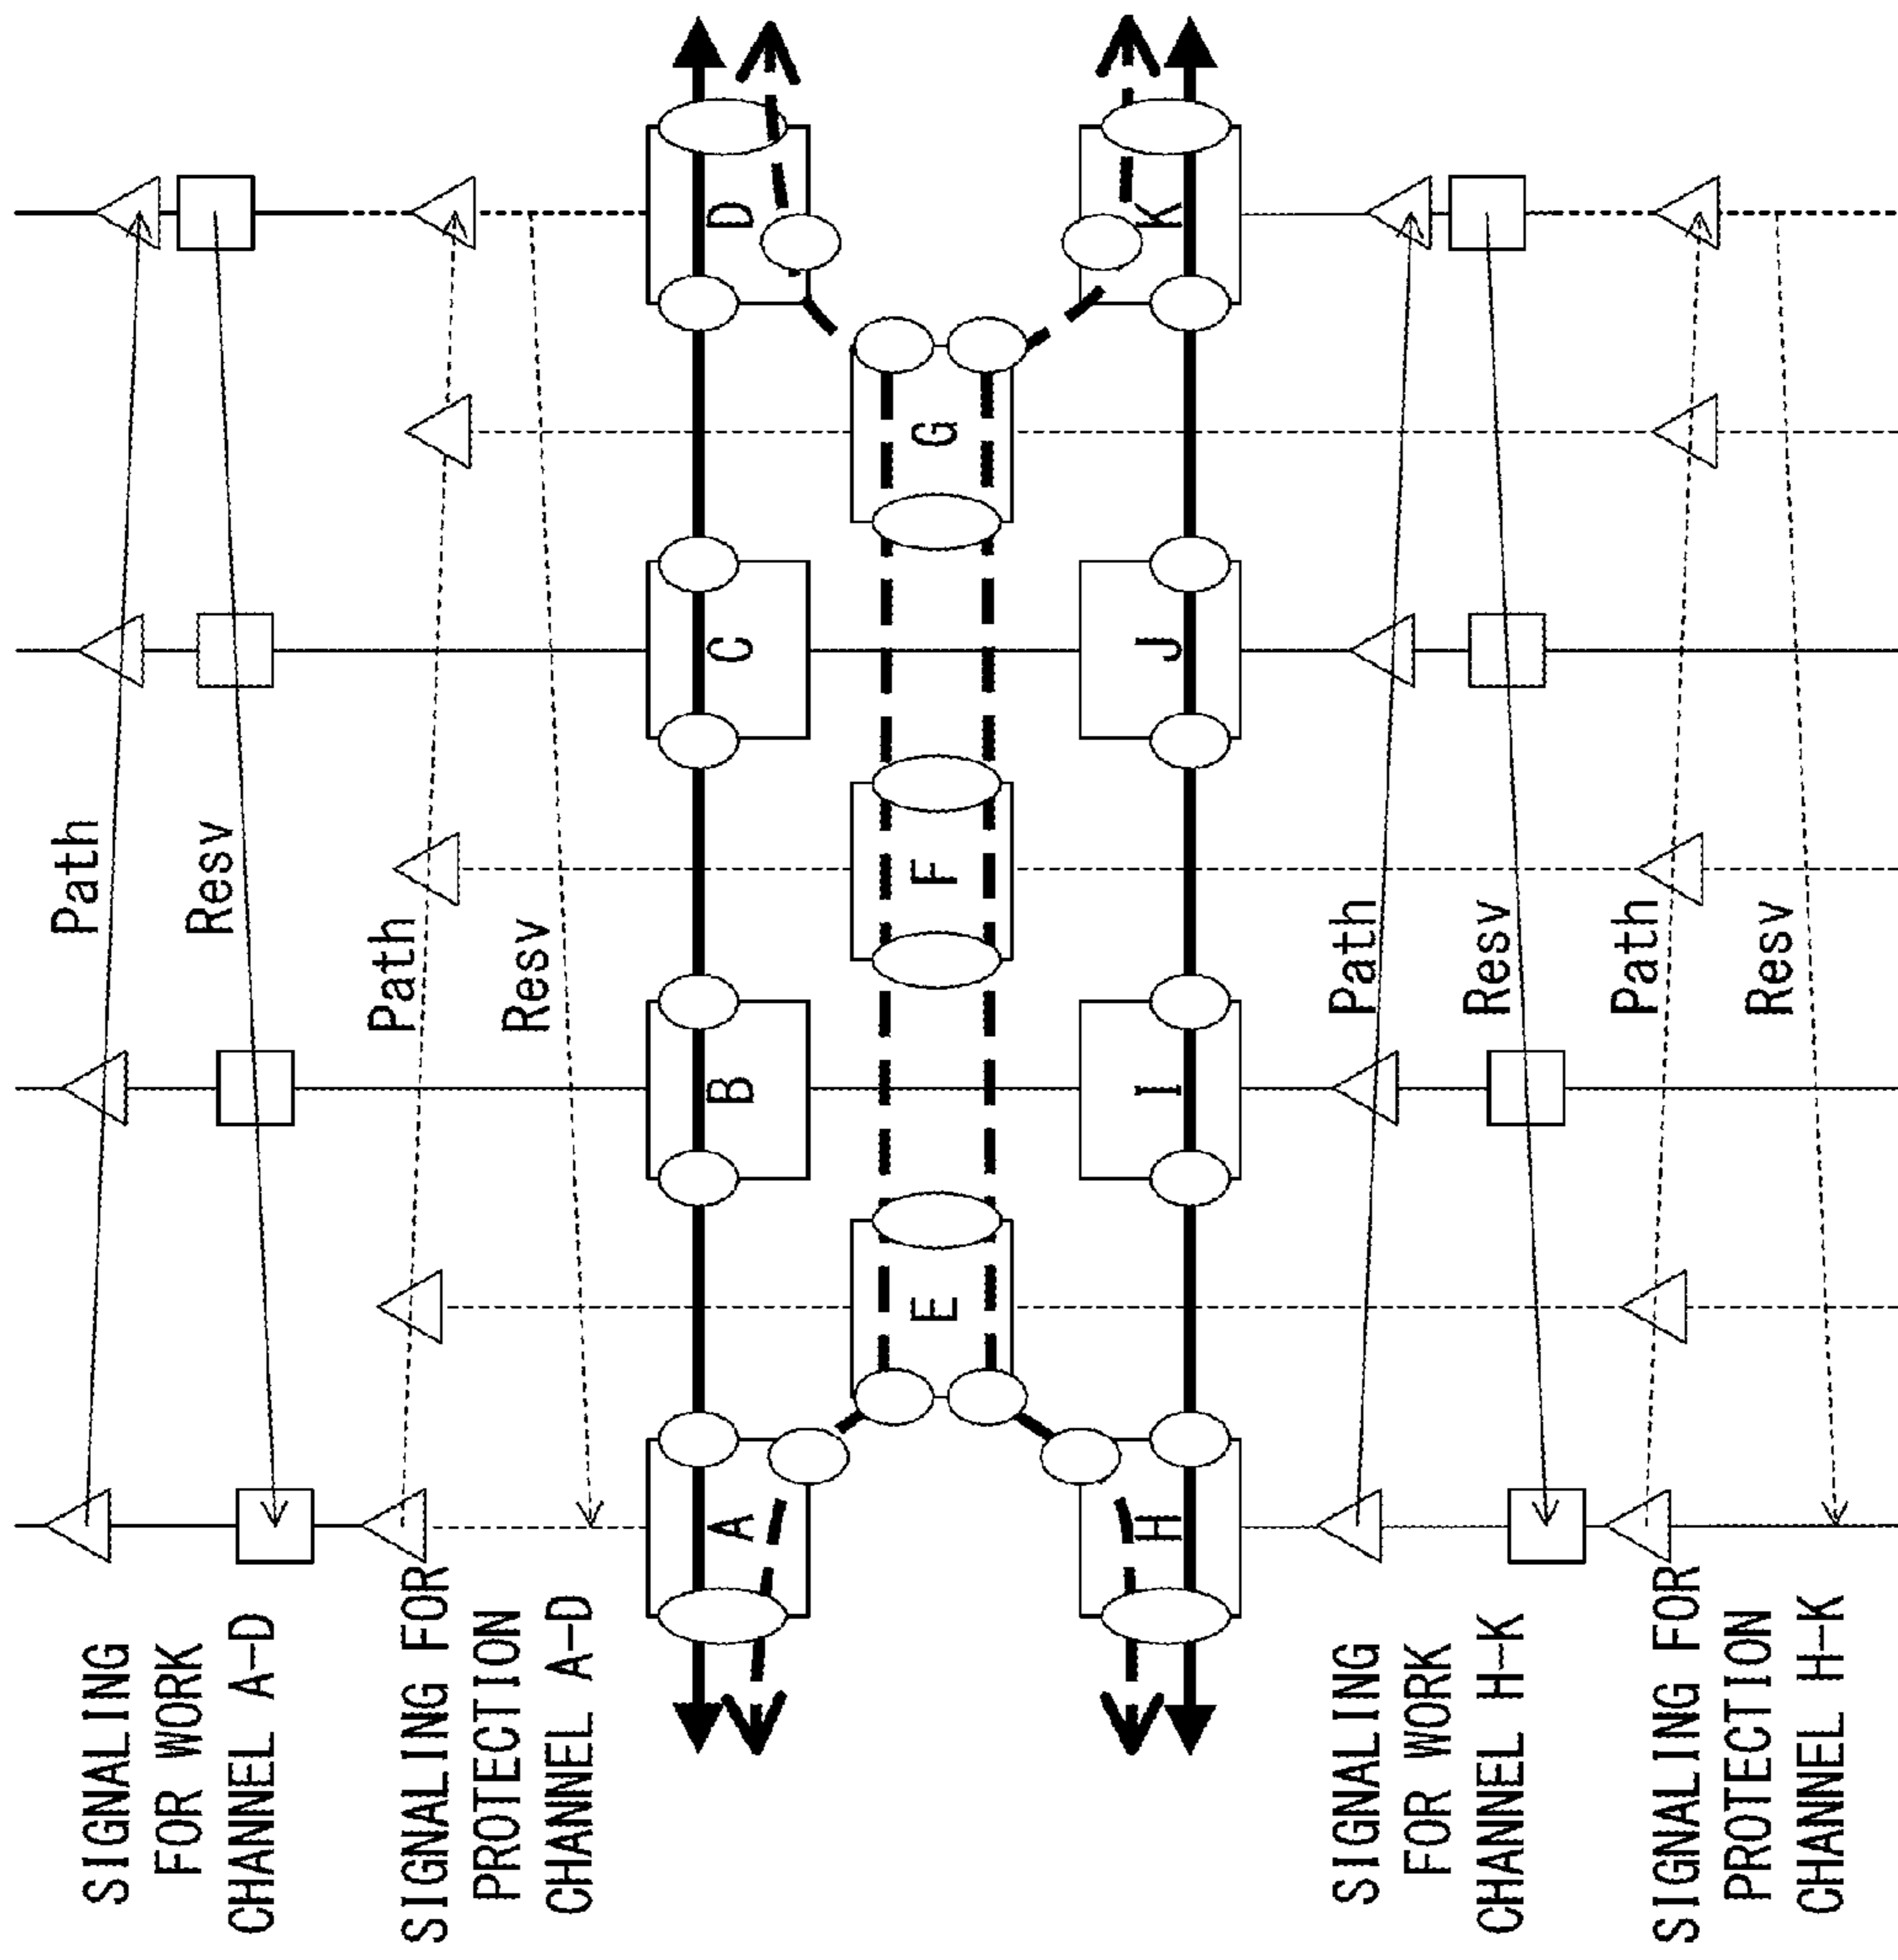 SIGNALING
FOR WORK
CHANNEL A-D
Path
Resv
SIGNALING FOR
PROTECTION
CHANNEL A-D
Path
Resv
A
B
C
D
E
F
G
H
I
J
K
SIGNALING
FOR WORK
CHANNEL H-K
Path
Resv
SIGNALING FOR
PROTECTION
CHANNEL H-K
Path
Resv